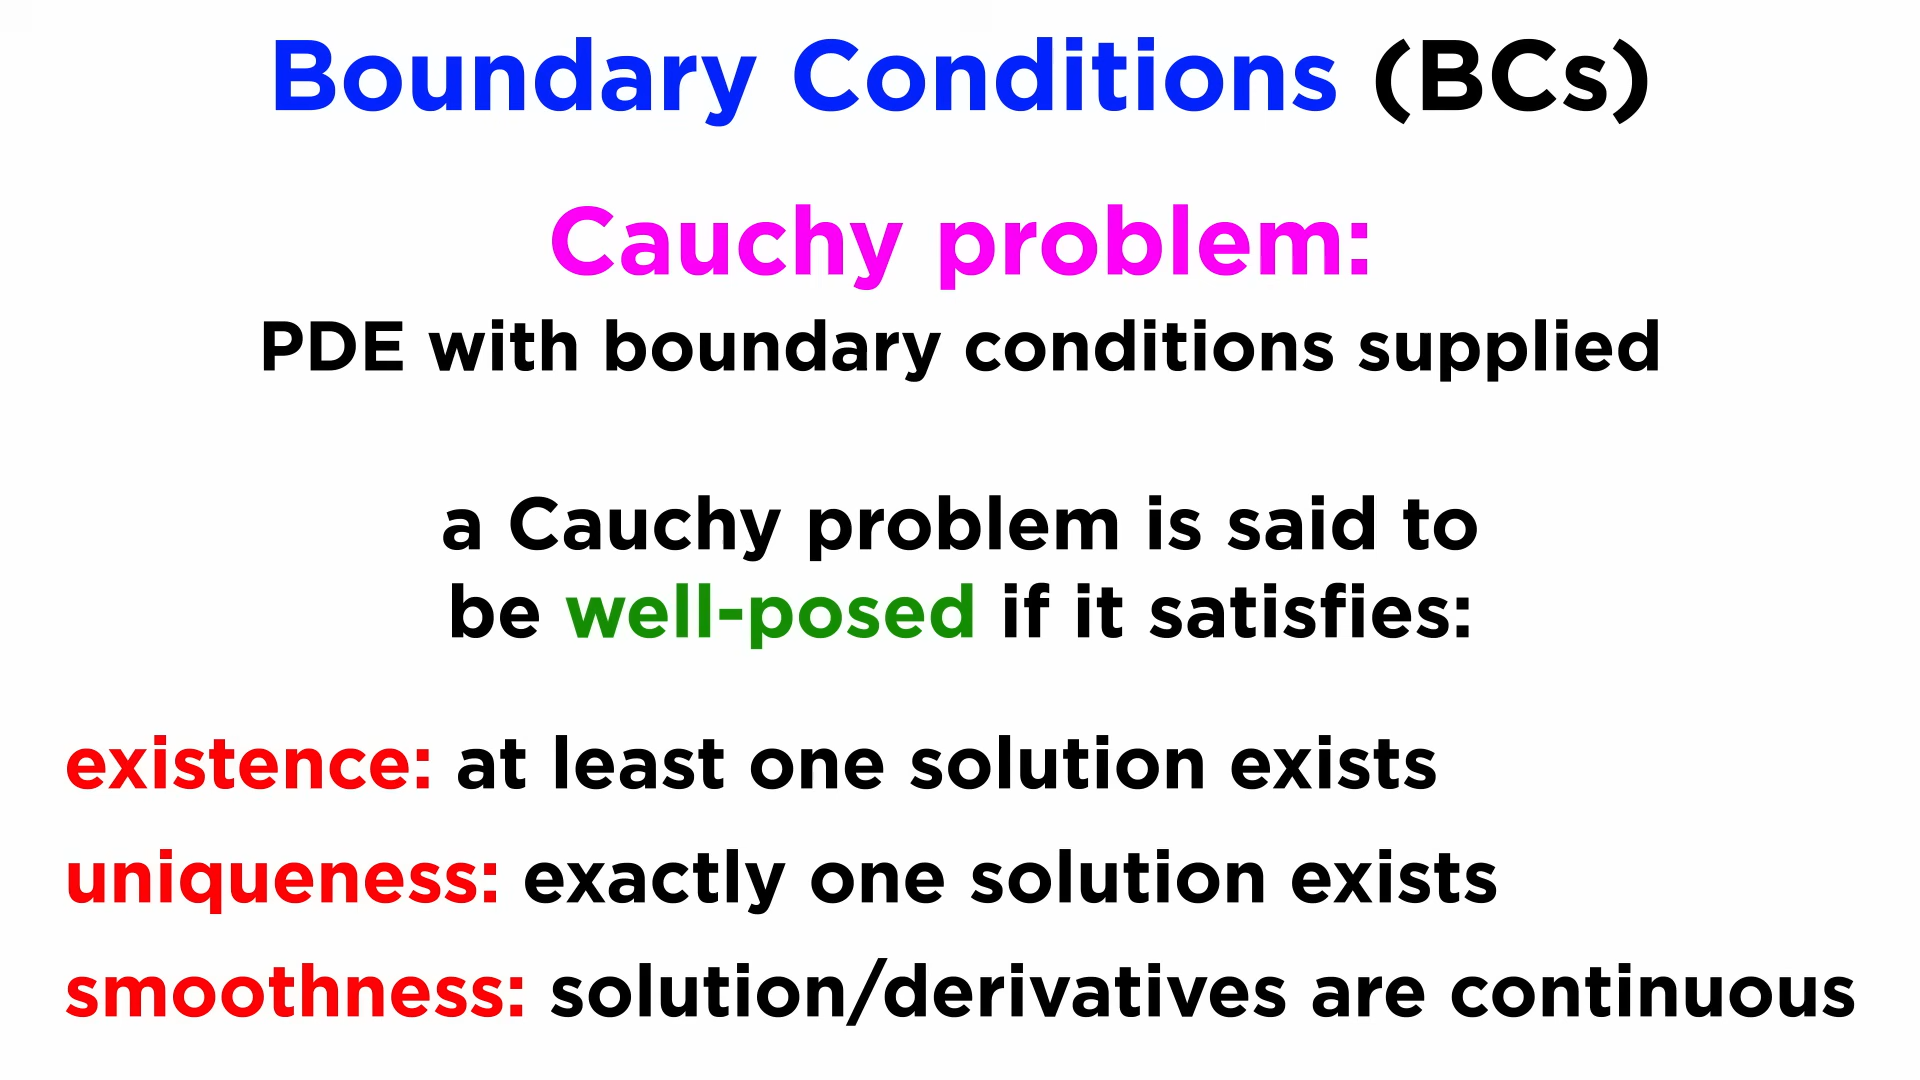 Boundary Conditions (BCs)
Cauchy problem:
PDE with boundary conditions supplied
a Cauchy problem is said to
be well-posed if it satisfies:
existence: at least one solution exists
uniqueness: exactly one solution exists
smoothness: solution/derivatives are continuous